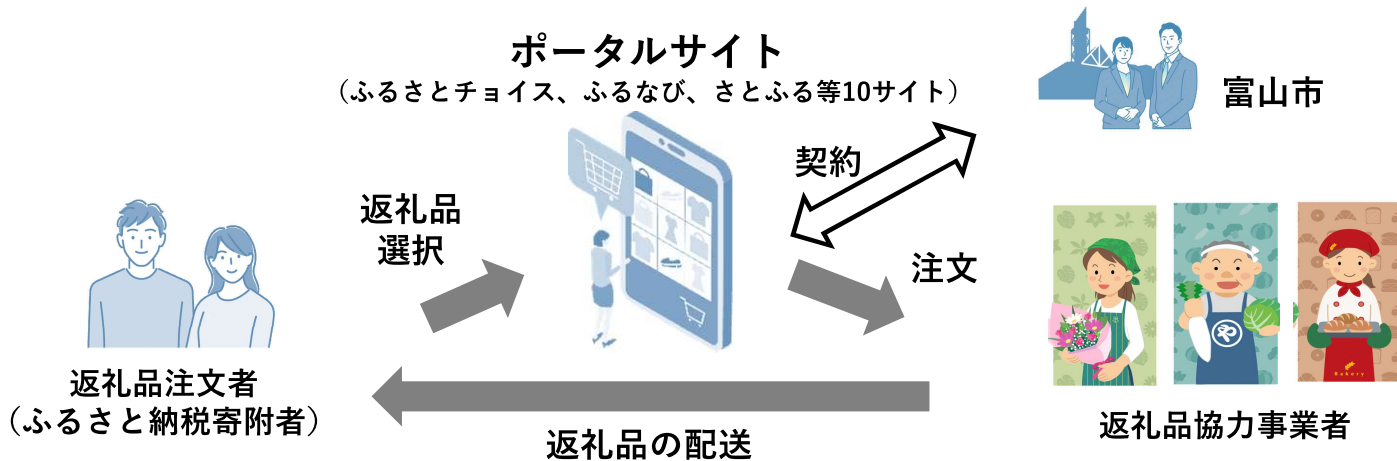 ポータルサイト
（ふるさとチョイス、ふるなび、さとふる等10サイト）
富山市
契約
返礼品
選択
注文
や
Bakery
返礼品注文者
（ふるさと納税寄附者）
返礼品協力事業者
返礼品の配送